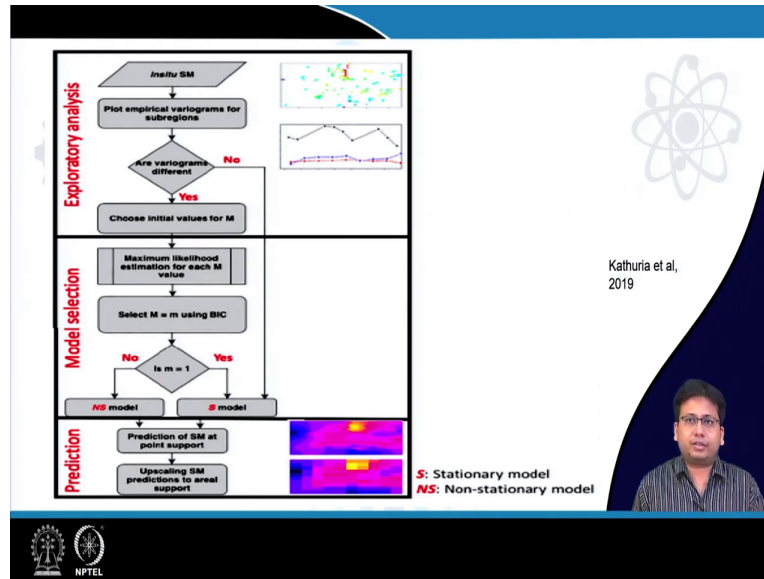 Exploratory analysis
Insitu SM
Plot empirical variograms for
subregions
Are variograms
different
No
Yes
Choose initial values for M
Model selection
Maximum likelihood
estimation for each M
value
Select M = m using BIC
No
Yes
Is m = 1
NS model
S model
Prediction
Prediction of SM at
point support
Upscaling SM
predictions to areal
support
Kathuria et al,
2019
S: Stationary model
NS: Non-stationary model
NPTEL